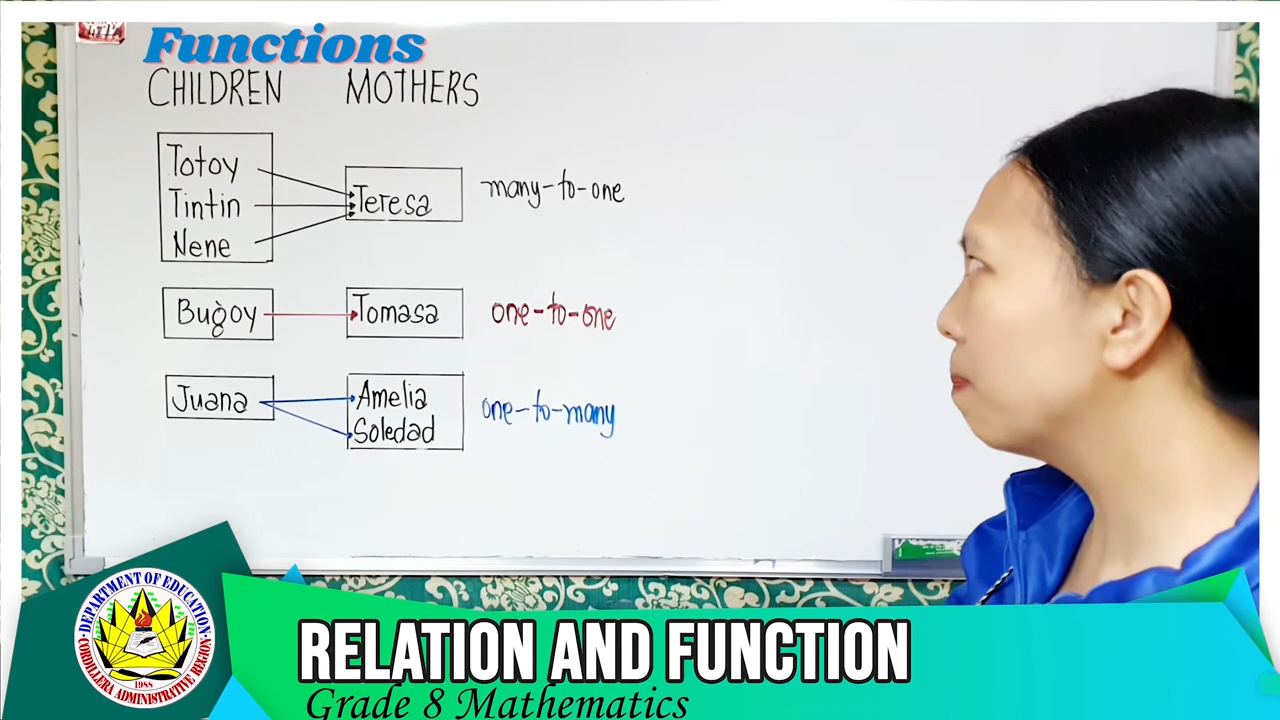 Functions
CHILDREN MOTHERS
Totoy
Tintin
Nene
Teresa
many-to-one
Bugoy
Tomasa
one-to-one
Juana
Amelia
Soledad
one-to-many
DEPARTMENT OF EDUCATION
CORDILLERA ADMINISTRATIVE REGION
1988
RELATION AND FUNCTION
Grade 8 Mathematics